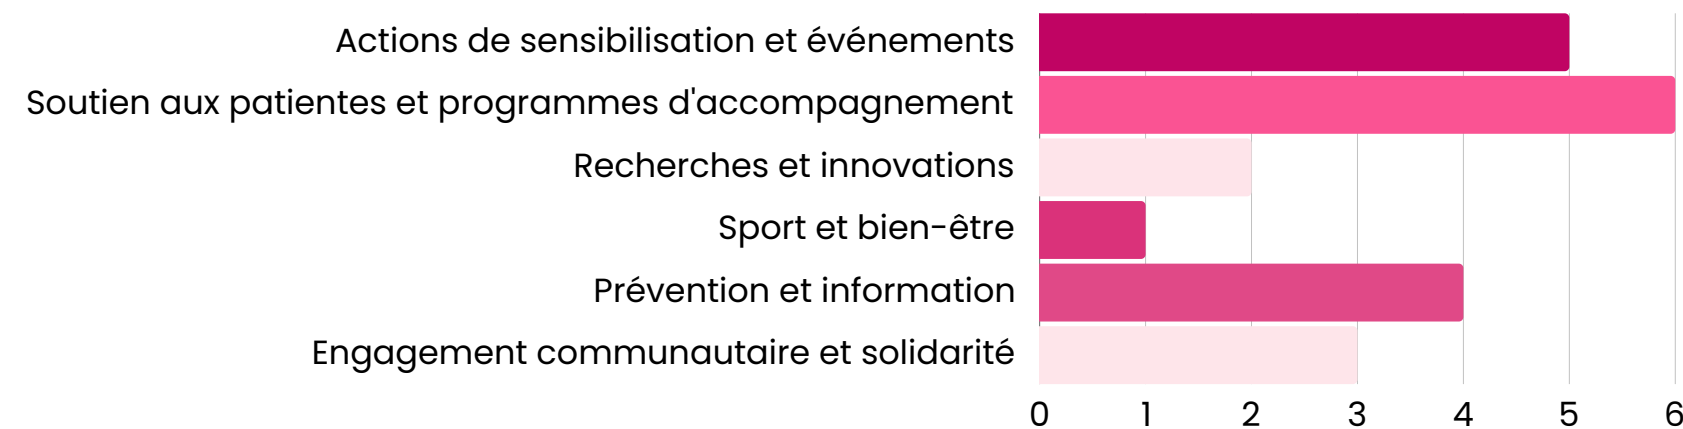 Actions de sensibilisation et événements
Soutien aux patientes et programmes d'accompagnement
Recherches et innovations
Sport et bien-être
Prévention et information
Engagement communautaire et solidarité
0 1 2 3 4 5 6